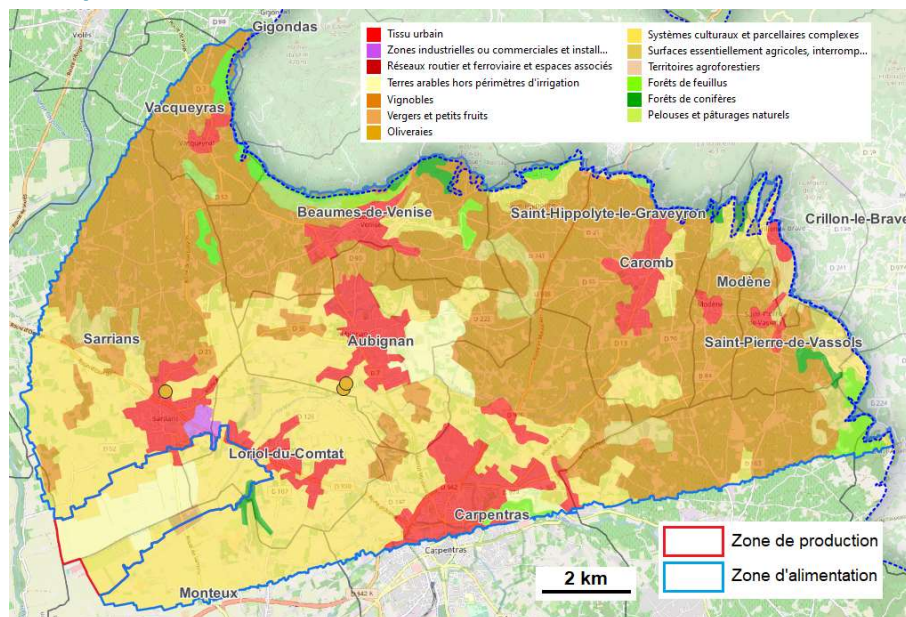 Gigondas
Vacqueyras
Beaumes-de-Venise
Saint-Hippolyte-le-Graveyron
Crillon-le-Brave
Caromb
Modène
Sarrians
Aubignan
Saint-Pierre-de-Vassols
Loriol-du-Comtat
Carpentras
Carpentras
Monteux
Tissu urbain
Zones industrielles ou commerciales et install...
Réseaux routier et ferroviaire et espaces associés
Terres arables hors périmètres d'irrigation
Vignobles
Vergers et petits fruits
Oliveraies
Systèmes culturaux et parcellaires complexes
Surfaces essentiellement agricoles, interromp...
Territoires agroforestiers
Forêts de feuillus
Forêts de conifères
Pelouses et pâturages naturels
2 km
Zone de production
Zone d'alimentation